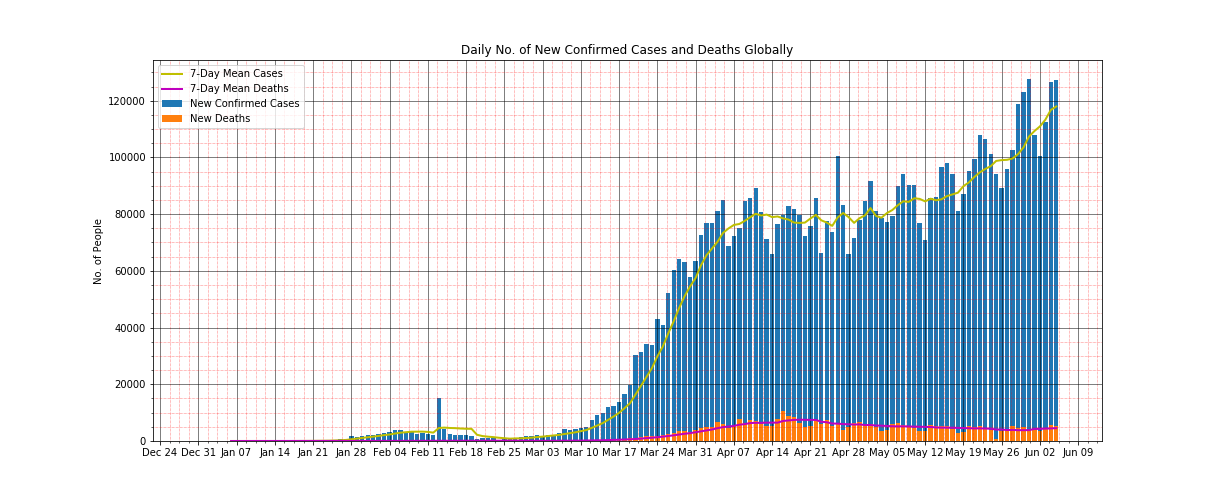 Daily No. of New Confirmed Cases and Deaths Globally
7-Day Mean Cases
7-Day Mean Deaths
New Confirmed Cases
New Deaths
No. of People
120000
100000
80000
60000
40000
20000
0
Dec 24 Dec 31 Jan 07 Jan 14 Jan 21 Jan 28 Feb 04 Feb 11 Feb 18 Feb 25 Mar 03 Mar 10 Mar 17 Mar 24 Mar 31 Apr 07 Apr 14 Apr 21 Apr 28 May 05 May 12 May 19 May 26 Jun 02 Jun 09